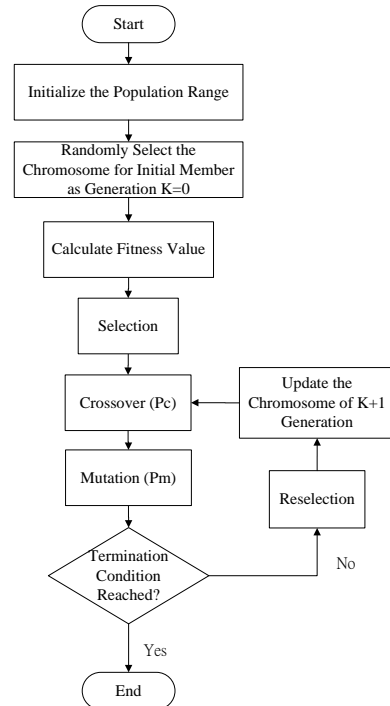 Start
Initialize the Population Range
Randomly Select the
Chromosome for Initial Member
as Generation K=0
Calculate Fitness Value
Selection
Crossover (Pc)
Update the
Chromosome of K+1
Generation
Mutation (Pm)
Reselection
Termination
Condition
Reached?
No
Yes
End